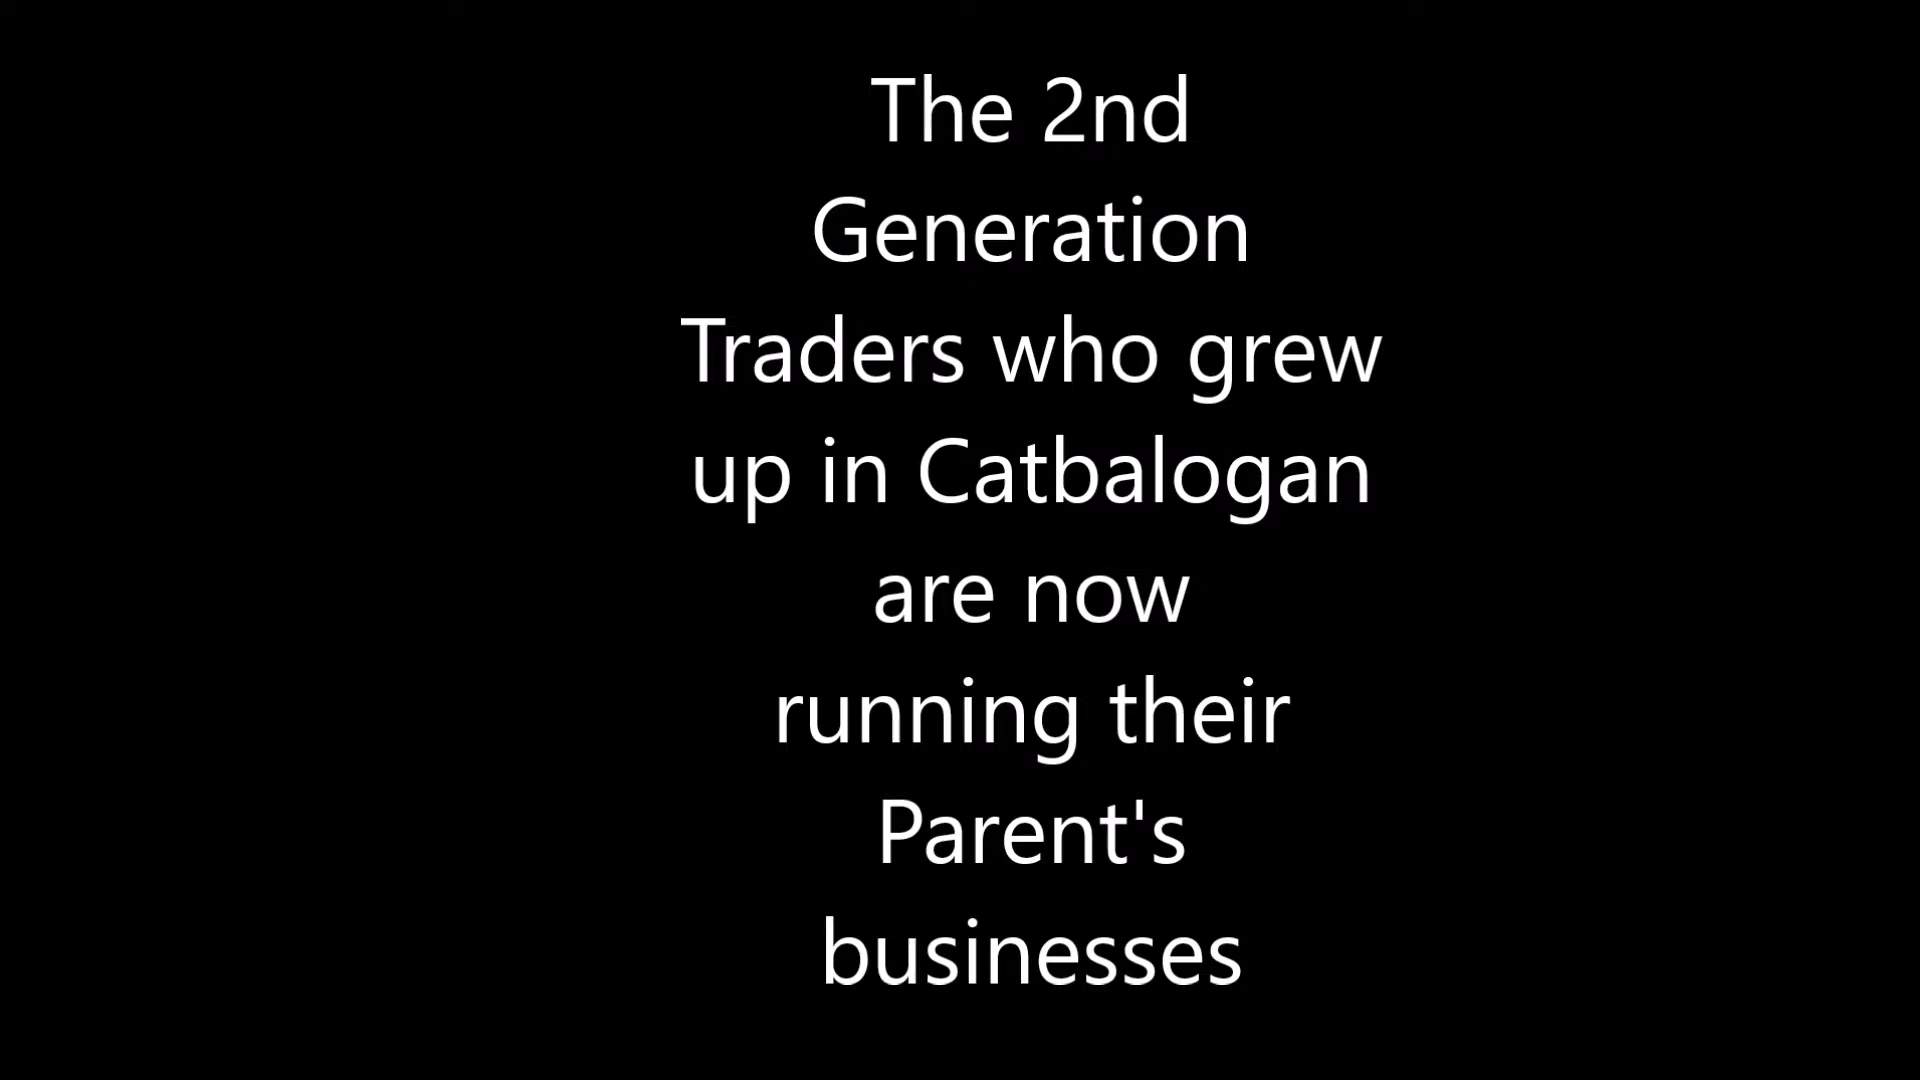 The 2nd
Generation
Traders who grew
up in Catbalogan
are now
running their
Parent's
businesses